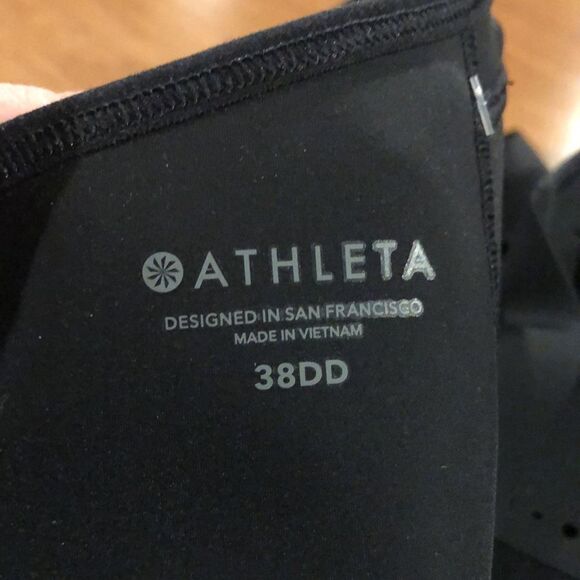 ATHLETA
DESIGNED IN SAN FRANCISCO
MADE IN VIETNAM
38DD